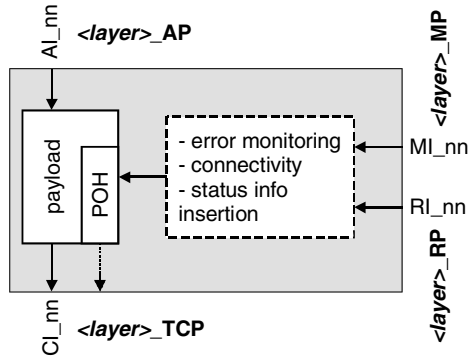 AI_nn
<layer>_AP
<layer>_MP
payload
POH
- error monitoring
- connectivity
- status info
insertion
MI_nn
RI_nn
<layer>_RP
CI_nn
<layer>_TCP